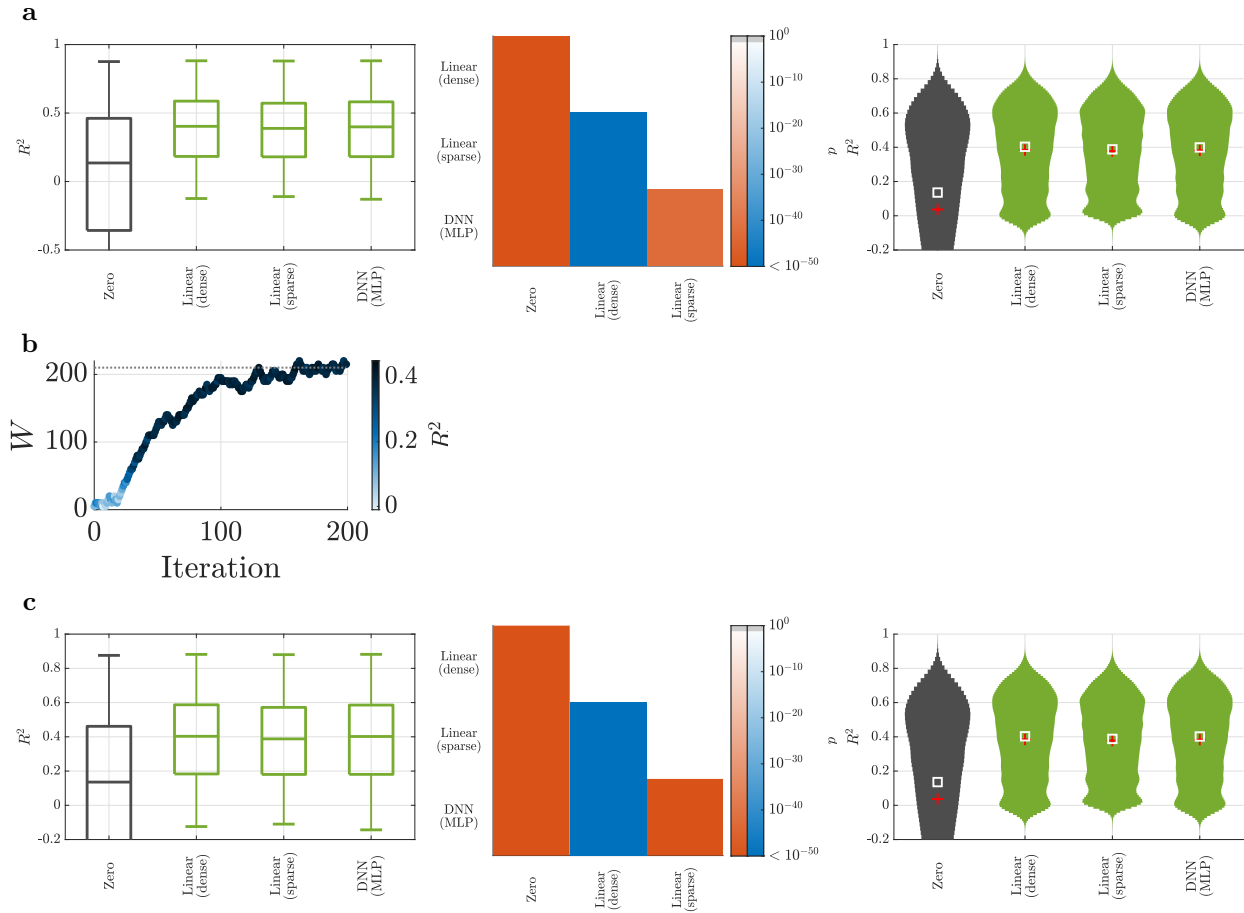 a
1
0.5
0
-0.5
R²
Zero
Linear
(dense)
Linear
(sparse)
DNN
(MLP)
Linear
(dense)
Linear
(sparse)
DNN
(MLP)
Zero
Linear
(dense)
Linear
(sparse)
10⁰
10⁻¹⁰
10⁻²⁰
10⁻³⁰
10⁻⁴⁰
< 10⁻⁵⁰
p
R²
1
0.8
0.6
0.4
0.2
0
-0.2
Zero
Linear
(dense)
Linear
(sparse)
DNN
(MLP)
b
W
200
100
0
0 100 200
Iteration
0.4
0.2
0
R²
c
1
0.8
0.6
0.4
0.2
0
-0.2
R²
Zero
Linear
(dense)
Linear
(sparse)
DNN
(MLP)
Linear
(dense)
Linear
(sparse)
DNN
(MLP)
Zero
Linear
(dense)
Linear
(sparse)
10⁰
10⁻¹⁰
10⁻²⁰
10⁻³⁰
10⁻⁴⁰
< 10⁻⁵⁰
p
R²
1
0.8
0.6
0.4
0.2
0
-0.2
Zero
Linear
(dense)
Linear
(sparse)
DNN
(MLP)